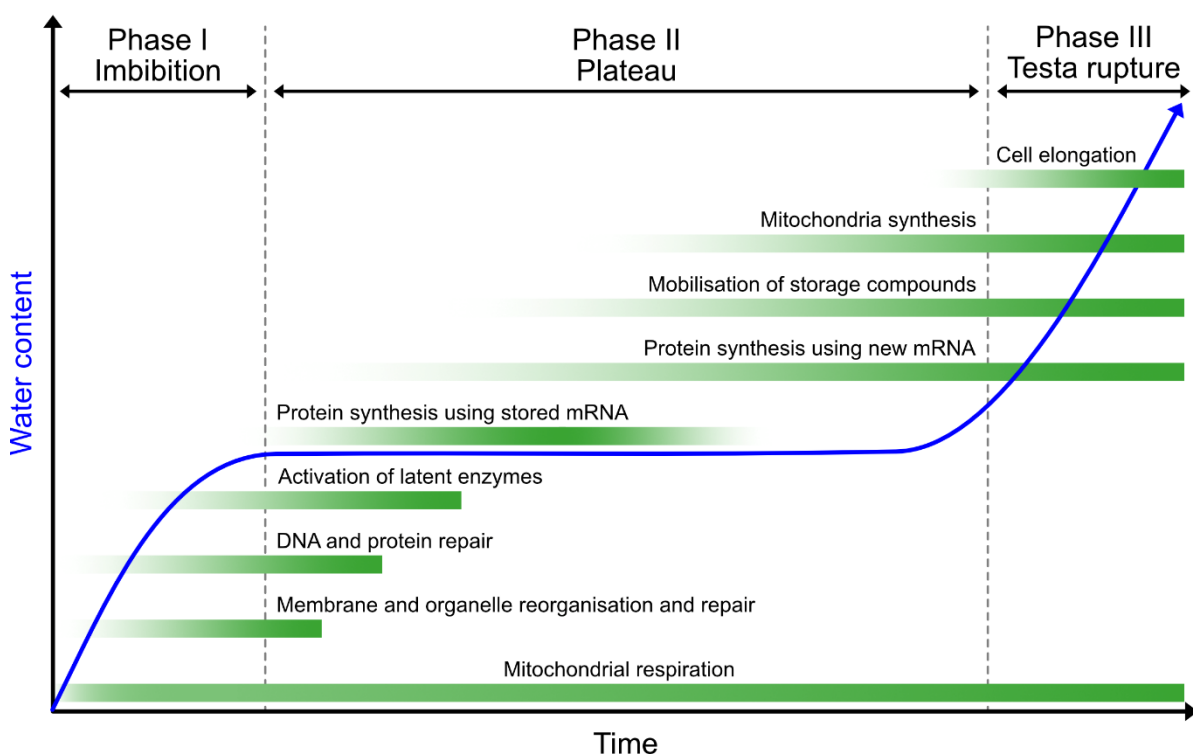 Phase I
Imbibition
Phase II
Plateau
Phase III
Testa rupture
Cell elongation
Mitochondria synthesis
Mobilisation of storage compounds
Protein synthesis using new mRNA
Protein synthesis using stored mRNA
Activation of latent enzymes
DNA and protein repair
Membrane and organelle reorganisation and repair
Mitochondrial respiration
Water content
Time